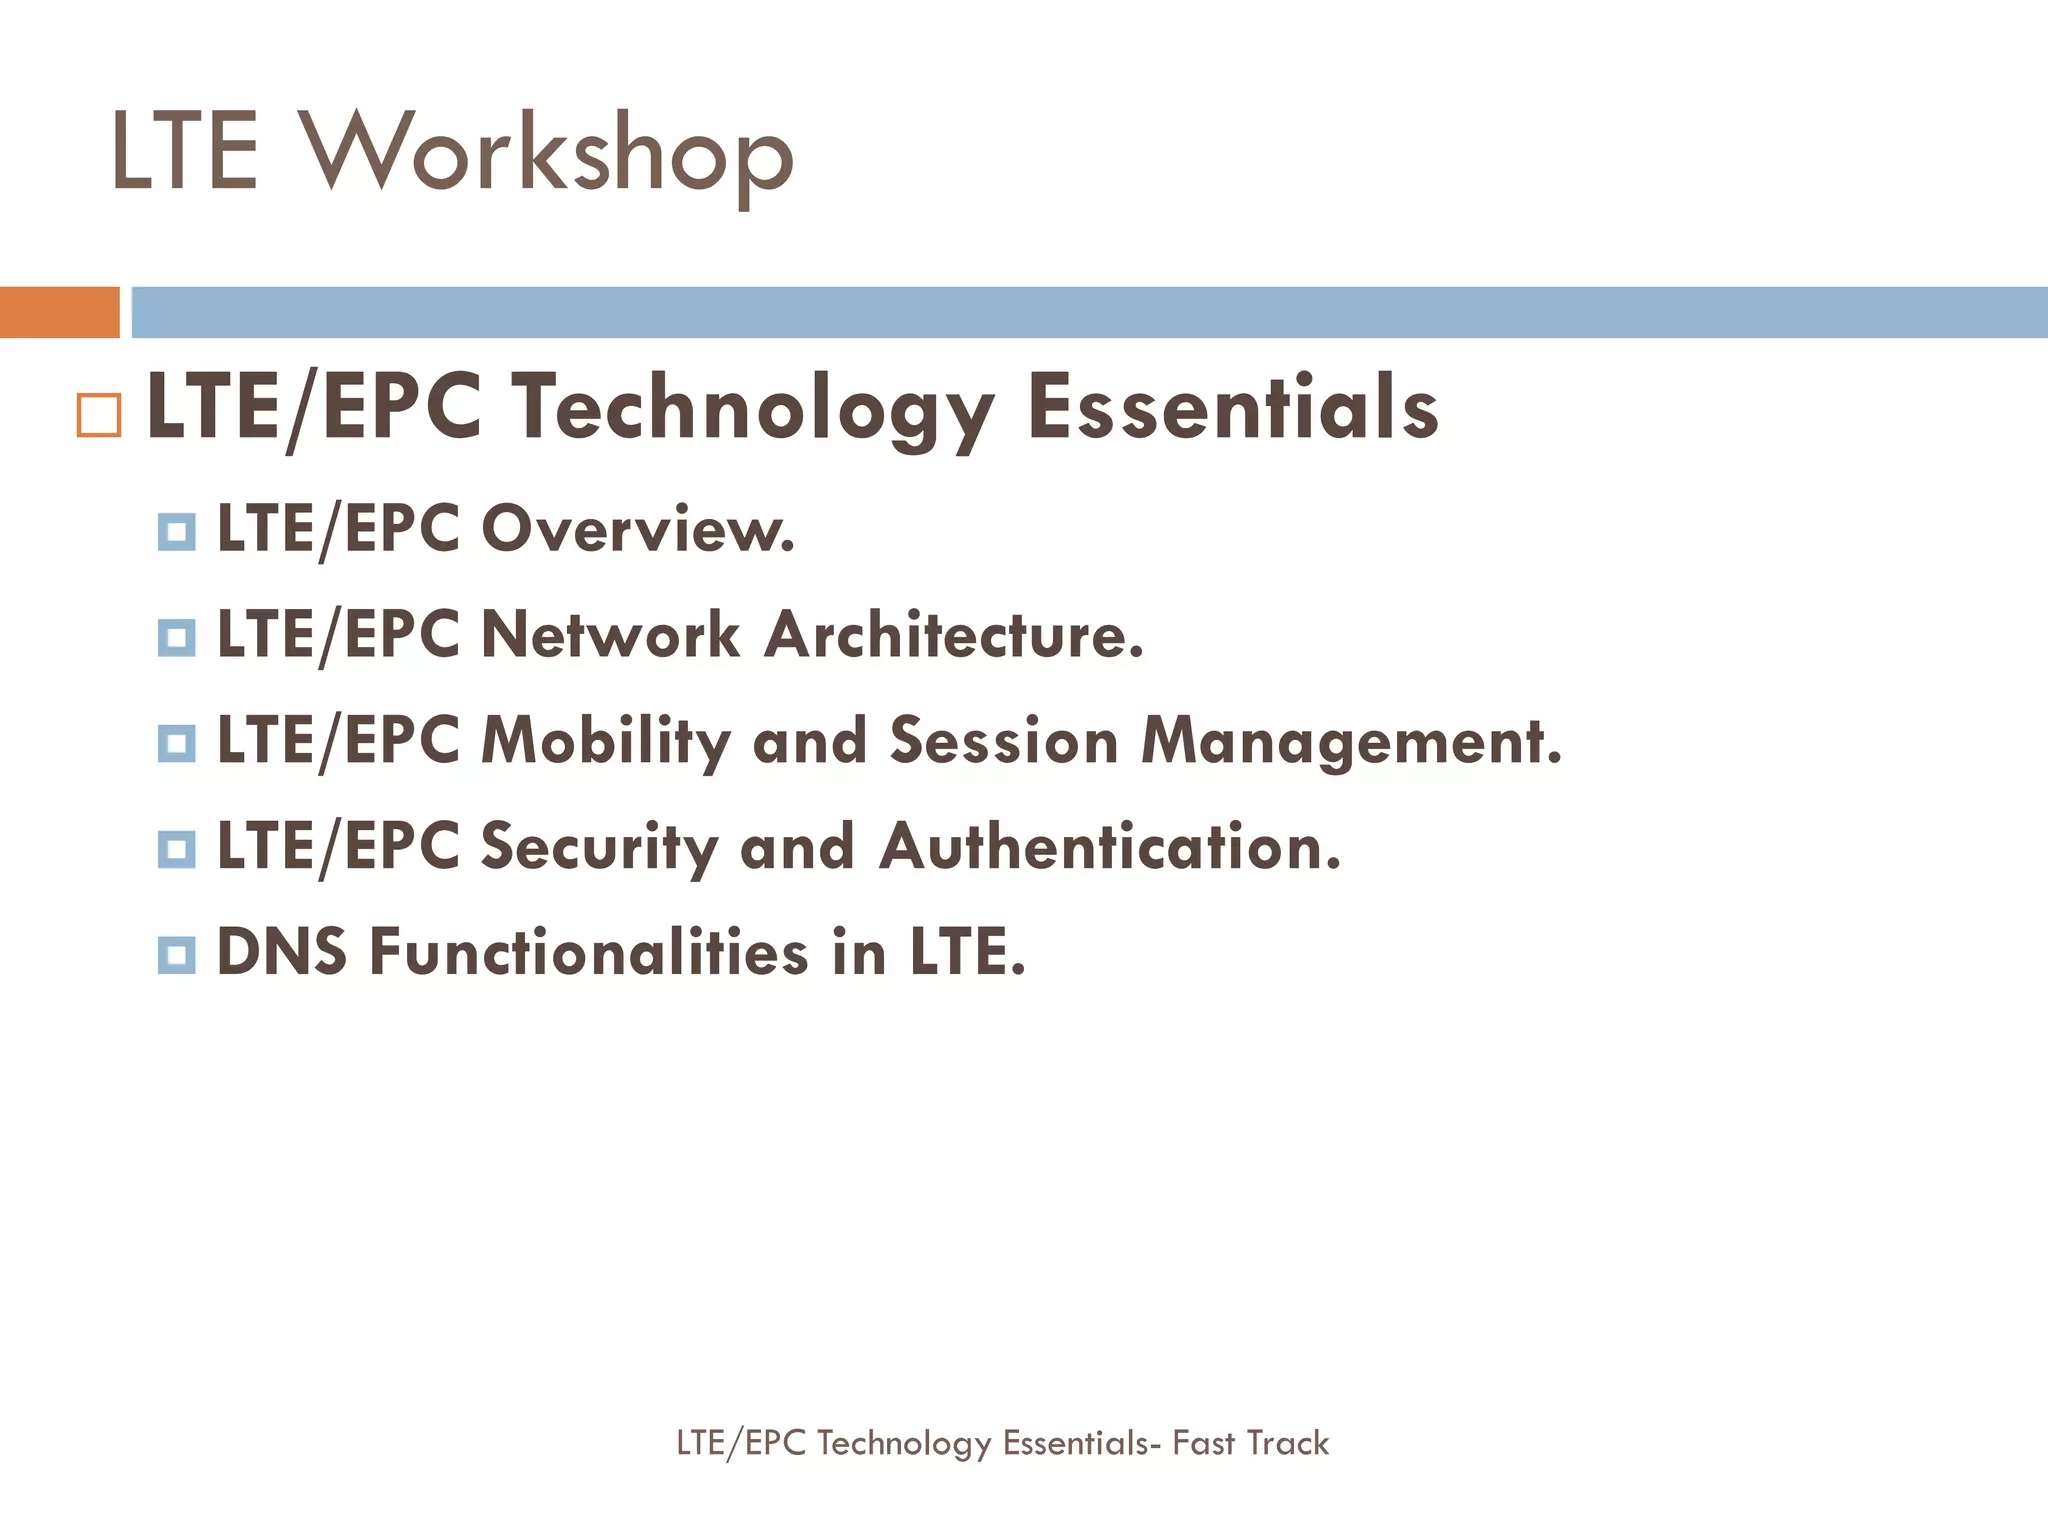 LTE Workshop
LTE/EPC Technology Essentials
LTE/EPC Overview.
LTE/EPC Network Architecture.
LTE/EPC Mobility and Session Management.
LTE/EPC Security and Authentication.
DNS Functionalities in LTE.
LTE/EPC Technology Essentials- Fast Track